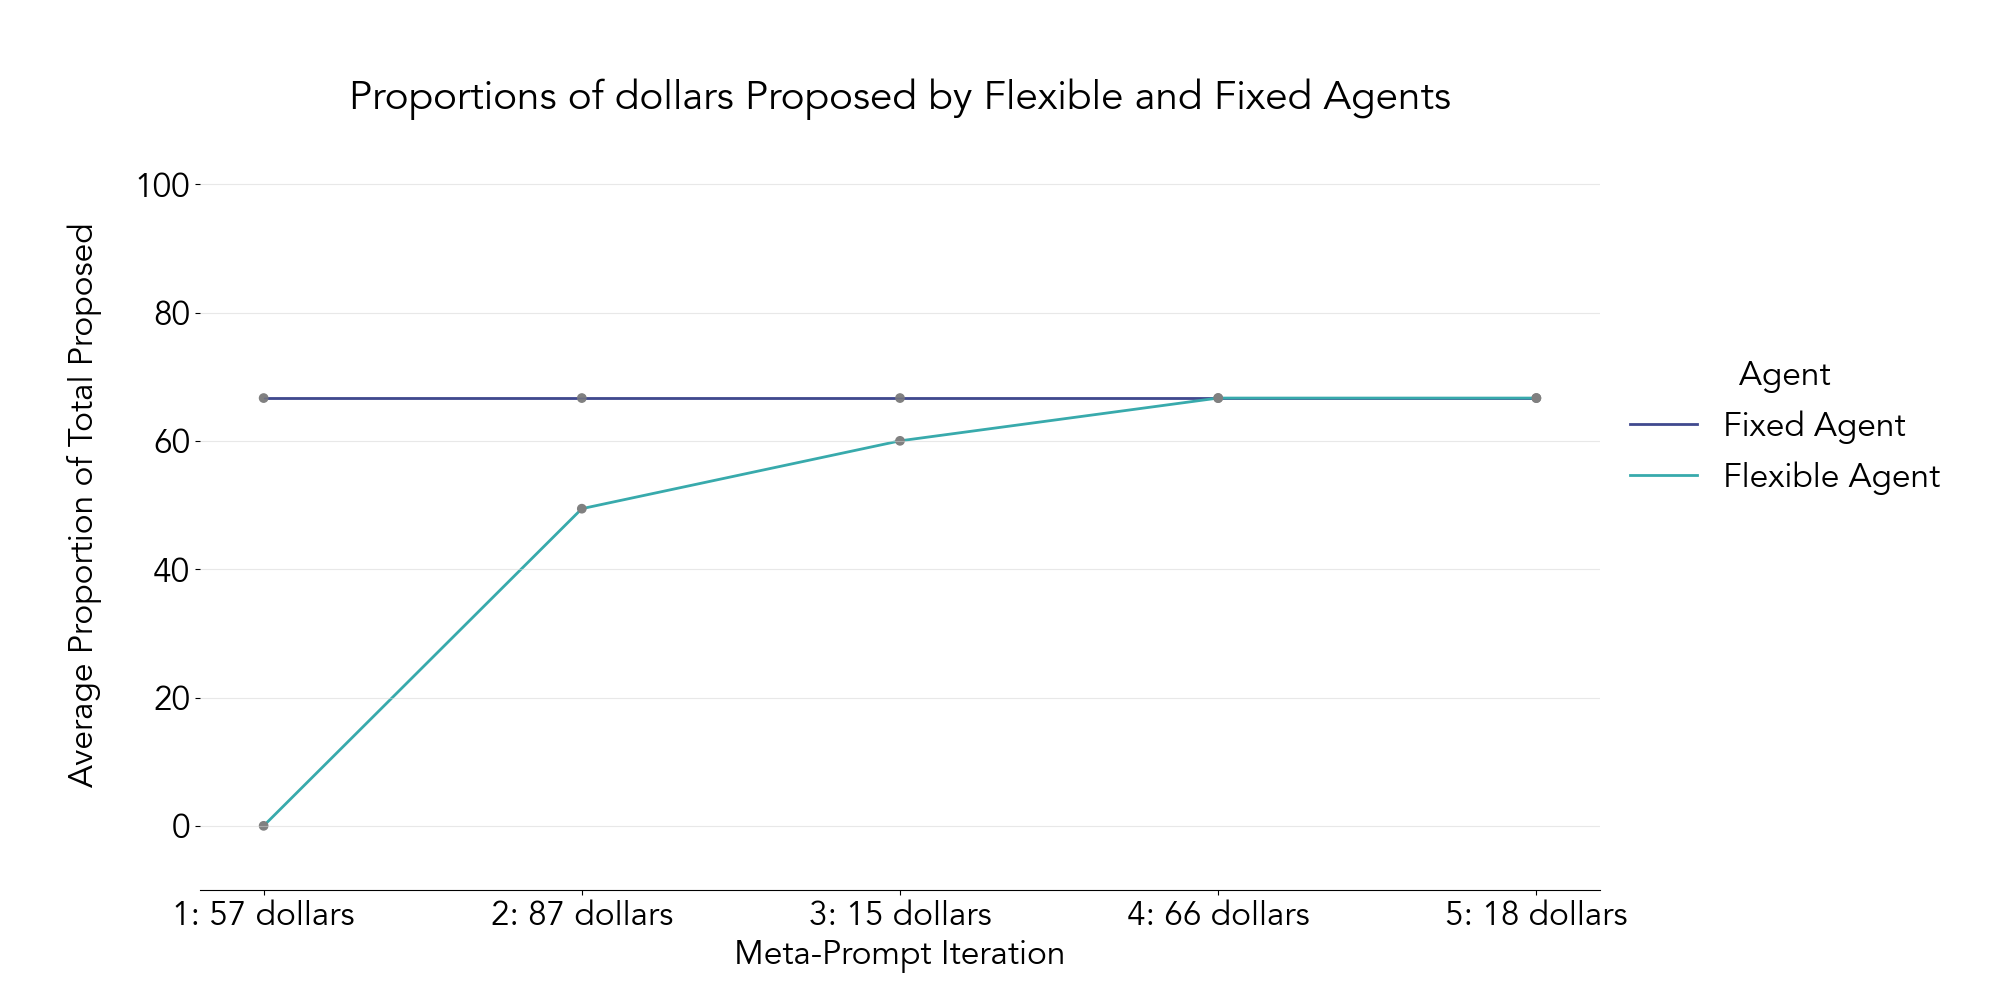 Proportions of dollars Proposed by Flexible and Fixed Agents
Average Proportion of Total Proposed
100
80
60
40
20
0
1: 57 dollars
2: 87 dollars
3: 15 dollars
4: 66 dollars
5: 18 dollars
Meta-Prompt Iteration
Agent
Fixed Agent
Flexible Agent